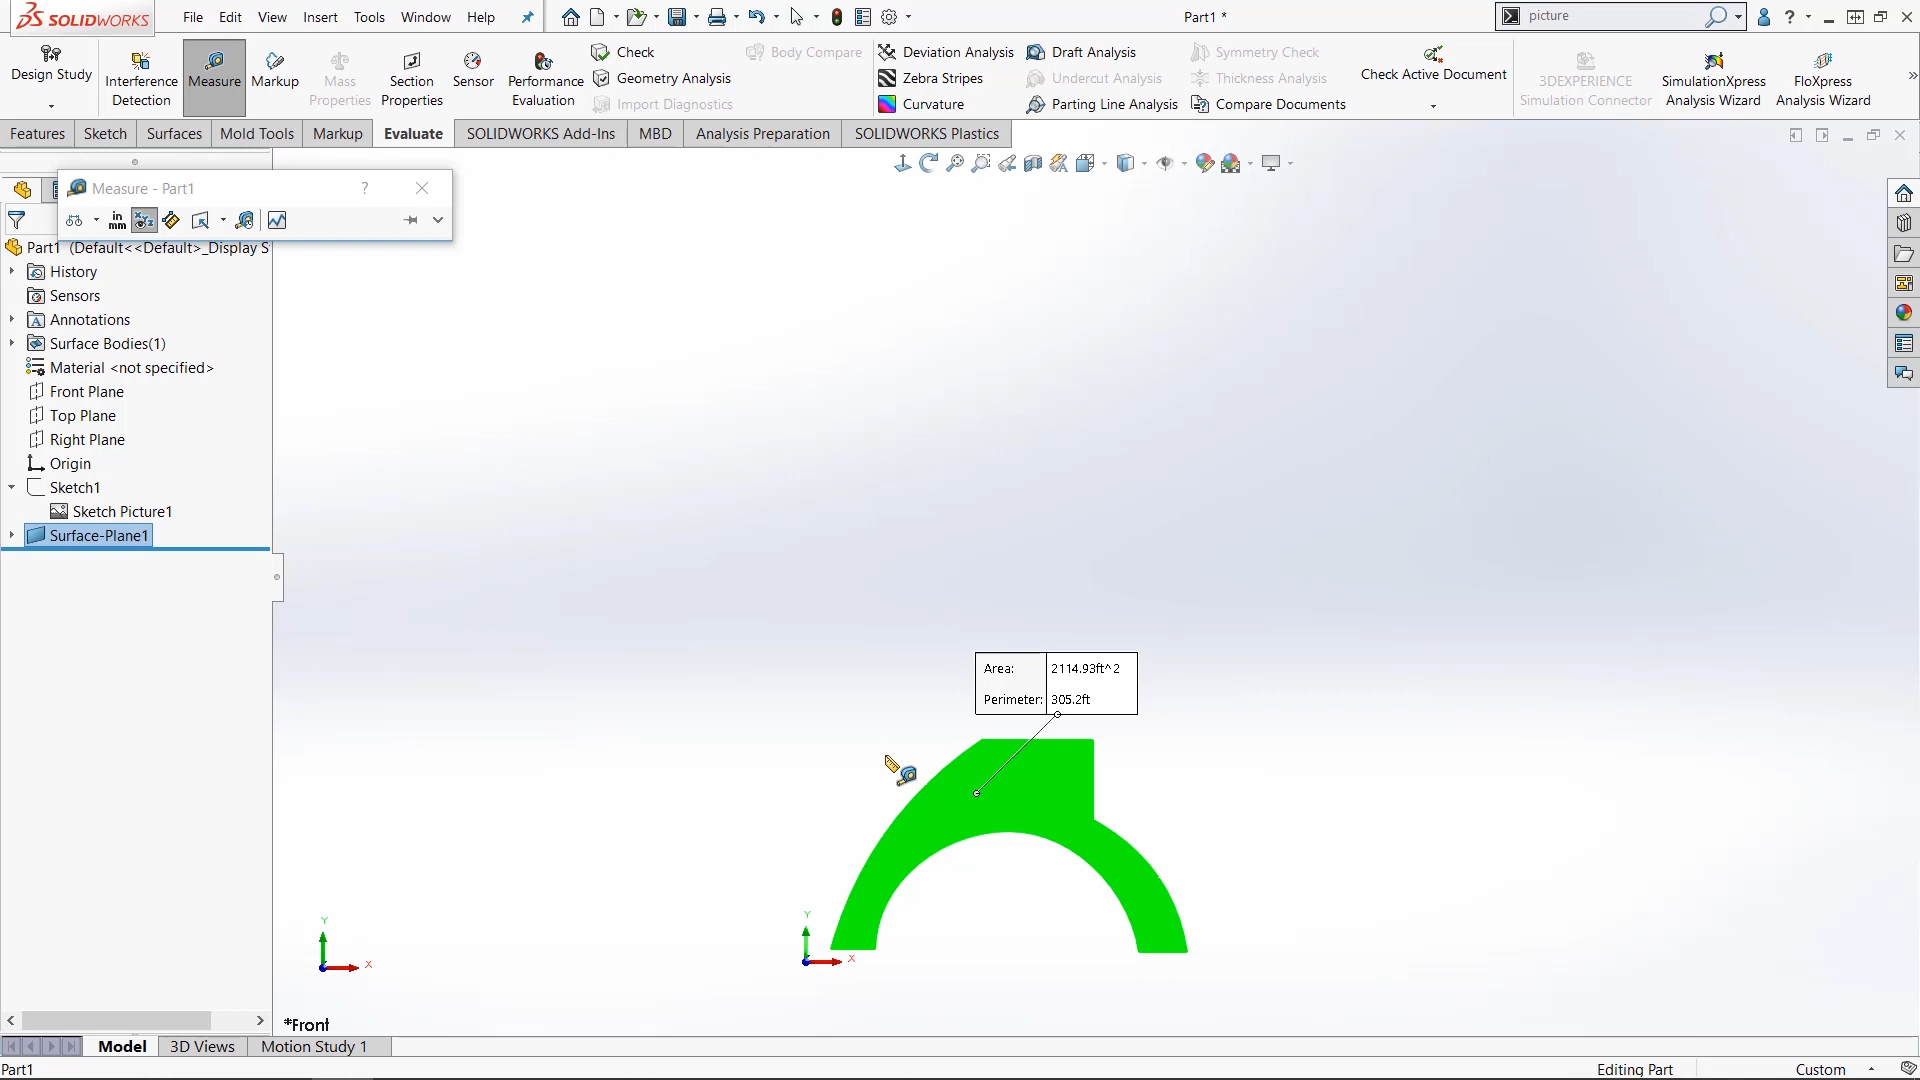 SOLIDWORKS File Edit View Insert Tools Window Help Part1 * picture ?
Design Study
Interference Detection
Measure
Markup
Mass Properties
Section Properties
Sensor
Performance Evaluation
Check
Geometry Analysis
Import Diagnostics
Body Compare
Deviation Analysis
Zebra Stripes
Curvature
Draft Analysis
Undercut Analysis
Parting Line Analysis
Symmetry Check
Thickness Analysis
Compare Documents
Check Active Document
3DEXPERIENCE Simulation Connector
SimulationXpress Analysis Wizard
FloXpress Analysis Wizard
Features Sketch Surfaces Mold Tools Markup Evaluate SOLIDWORKS Add-Ins MBD Analysis Preparation SOLIDWORKS Plastics
Measure - Part1 ?
in
mm
Part1 (Default<<Default>_Display S
History
Sensors
Annotations
Surface Bodies(1)
Material <not specified>
Front Plane
Top Plane
Right Plane
Origin
Sketch1
Sketch Picture1
Surface-Plane1
Area: 2114.93ft^2
Perimeter: 305.2ft
Y
X
Y
X
*Front
Model 3D Views Motion Study 1
Part1 Editing Part Custom